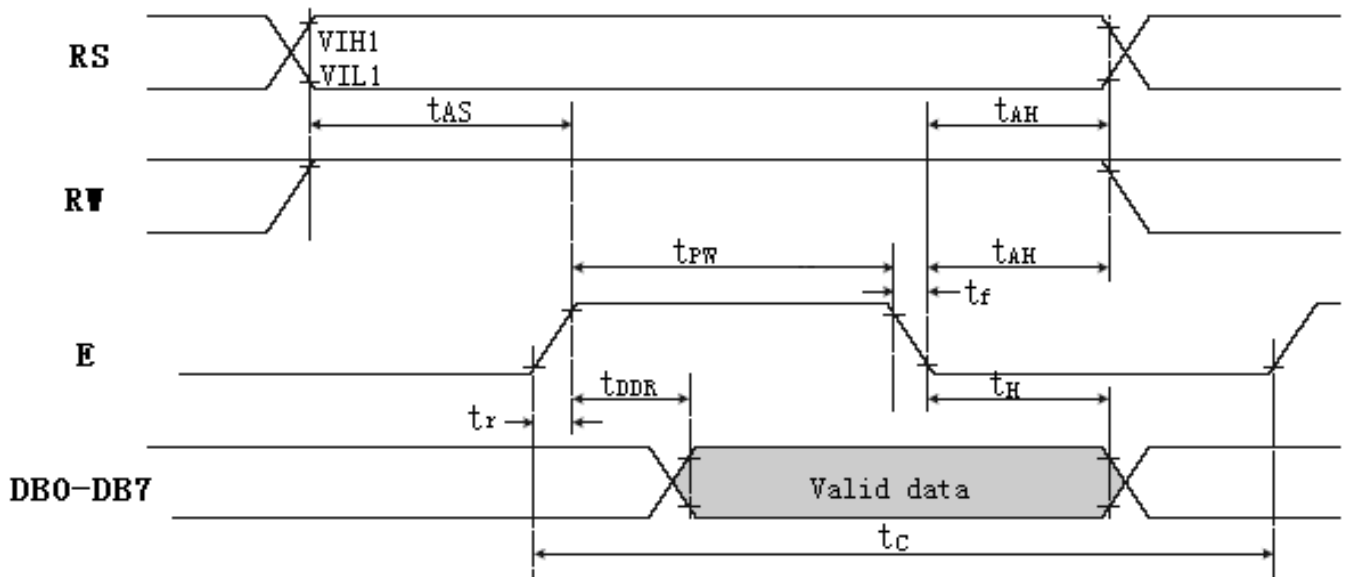 RS
VIH1
VIL1
tAS
tAH
RW
tPW
tAH
tf
E
tDDR
tH
tr
DB0-DB7
Valid data
tC